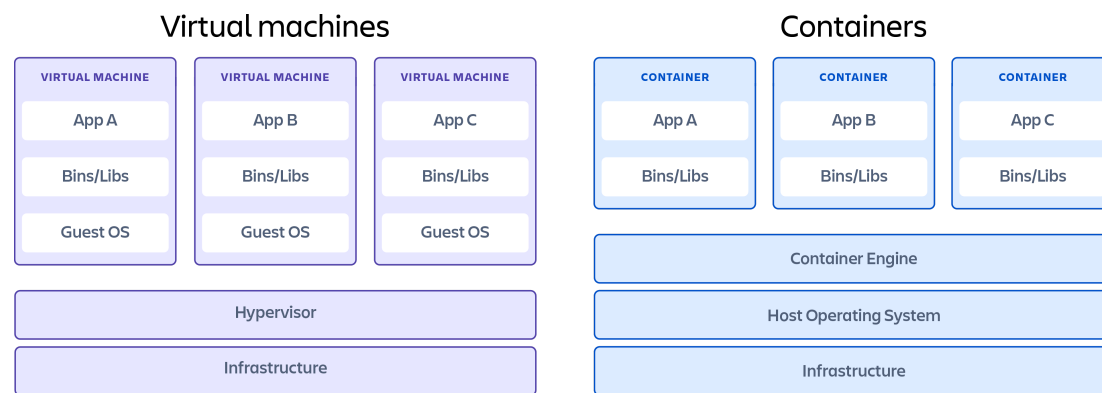 Virtual machines
VIRTUAL MACHINE
App A
Bins/Libs
Guest OS
VIRTUAL MACHINE
App B
Bins/Libs
Guest OS
VIRTUAL MACHINE
App C
Bins/Libs
Guest OS
Hypervisor
Infrastructure
Containers
CONTAINER
App A
Bins/Libs
CONTAINER
App B
Bins/Libs
CONTAINER
App C
Bins/Libs
Container Engine
Host Operating System
Infrastructure